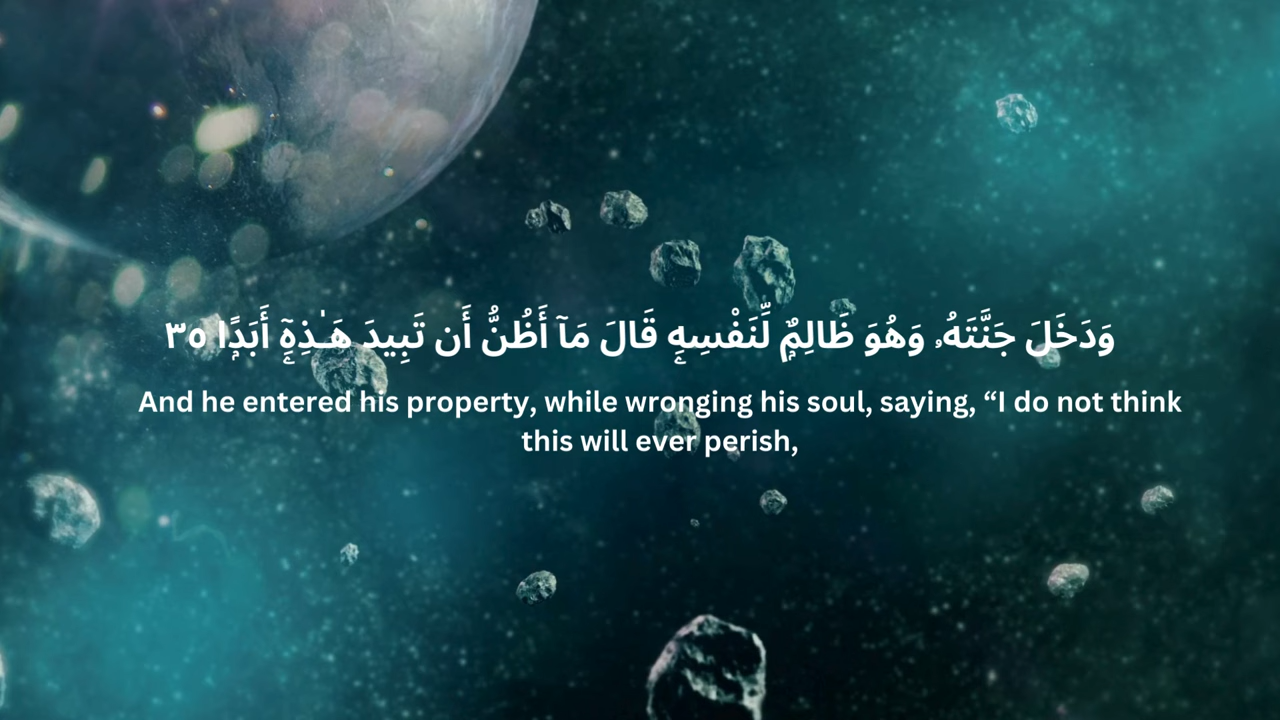 وَدَخَلَ جَنَّتَهُۥ وَهُوَ ظَالِمٌۭ لِّنَفْسِهِۦ قَالَ مَآ أَظُنُّ أَن تَبِيدَ هَـٰذِهِۦٓ أَبَدًۭا ٣٥
And he entered his property, while wronging his soul, saying, “I do not think
this will ever perish,